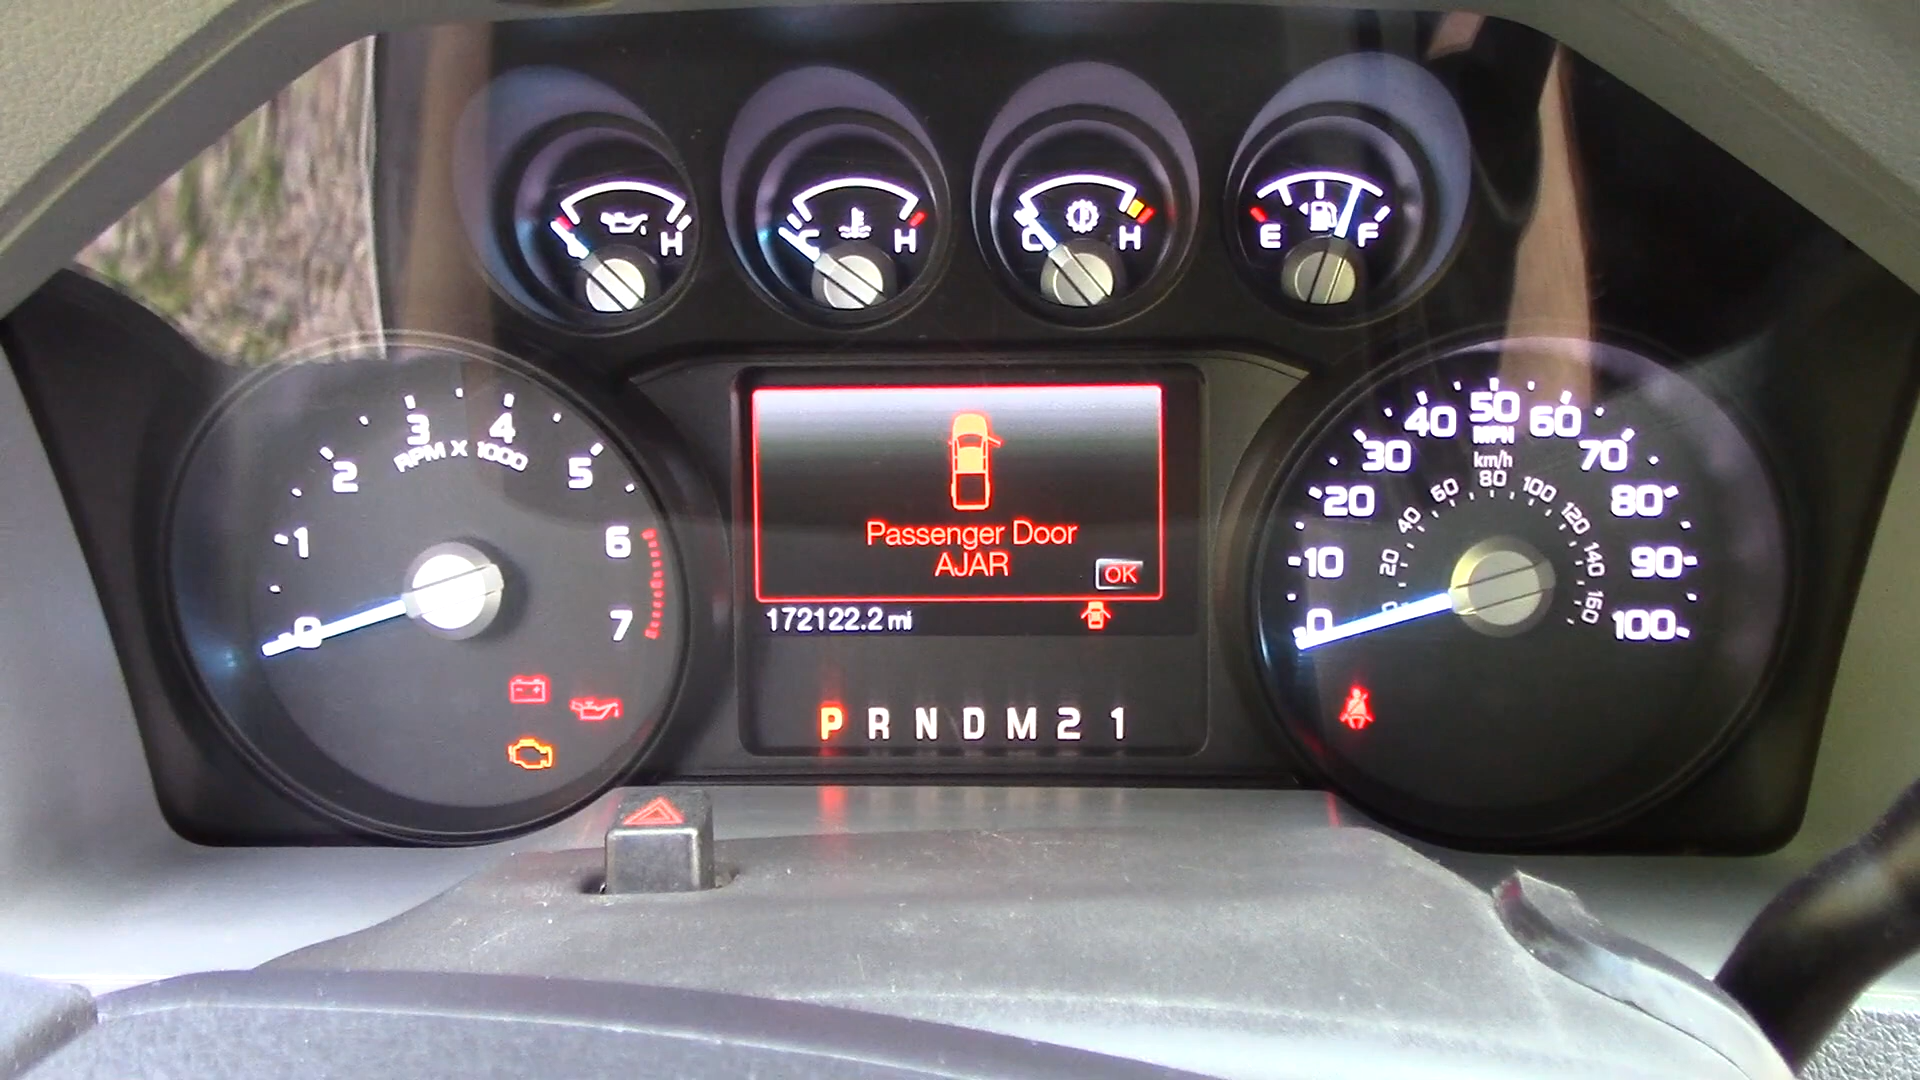 H
C H
C H
E F
Passenger Door
AJAR
OK
172122.2 mi
P R N D M 2 1
0 1 2 3 4 5 6 7
RPM X 1000
0 10 20 30 40 50 60 70 80 90 100
MPH
km/h
0 20 40 60 80 100 120 140 160